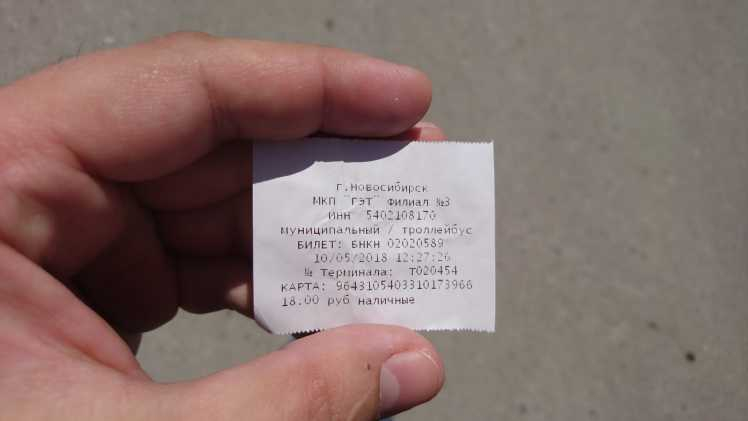 г.Новосибирск
МКП "ГЭТ" Филиал №3
ИНН 5402108170
муниципальный / троллейбус
БИЛЕТ: БНКН 02020589
10/05/2018 12:27:26
№ Терминала: Т020454
КАРТА: 9643105403310173966
18.00 руб наличные